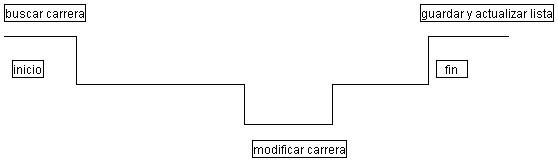 buscar carrera
guardar y actualizar lista
inicio
fin
modificar carrera